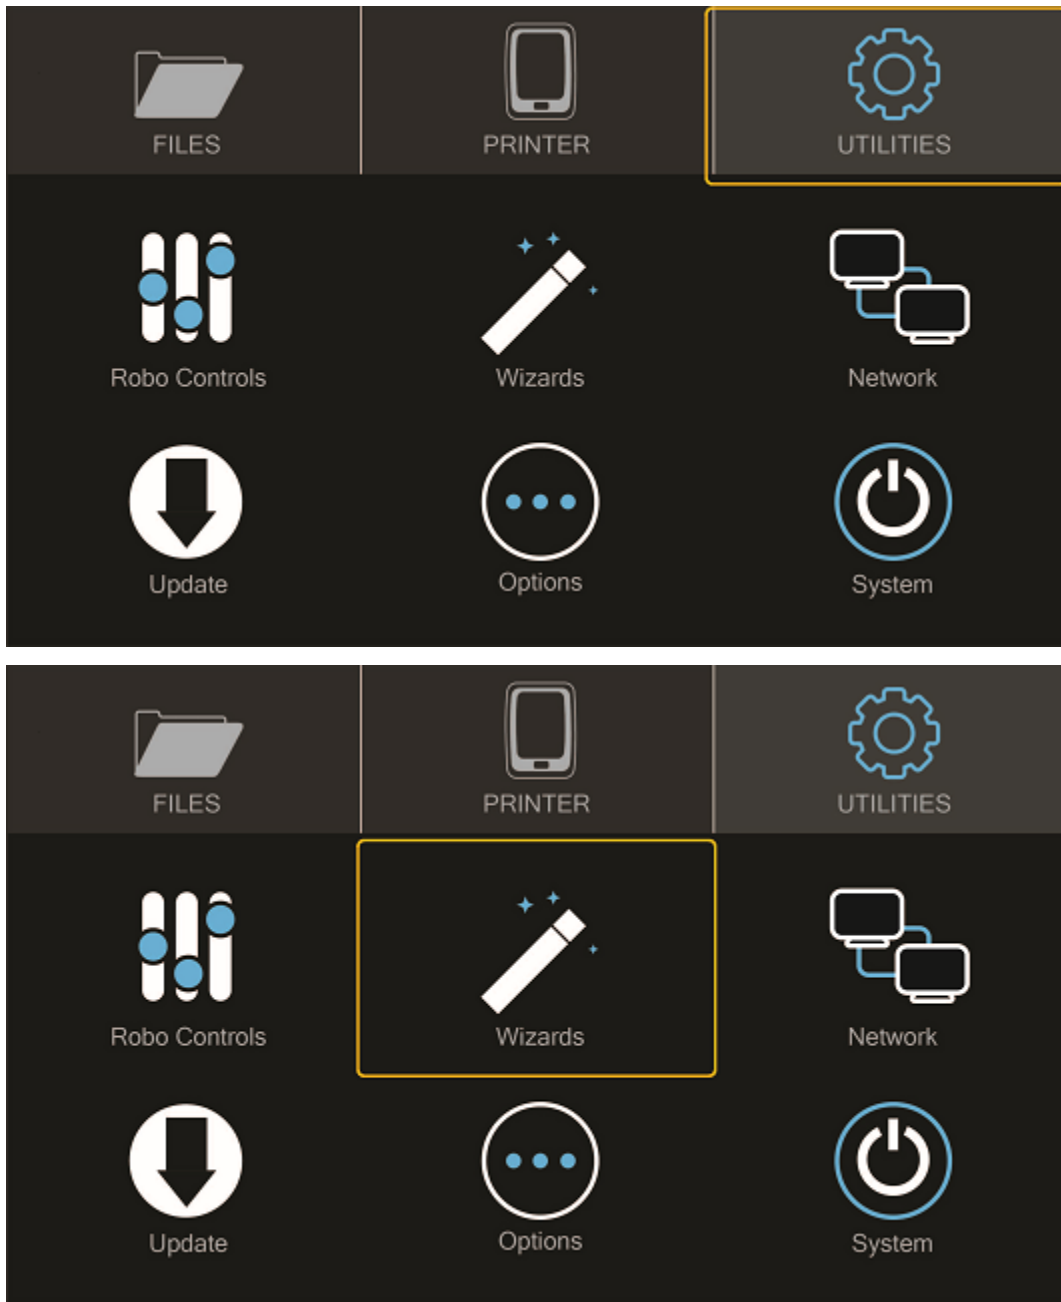 FILES PRINTER UTILITIES
Robo Controls Wizards Network
Update Options System
FILES PRINTER UTILITIES
Robo Controls Wizards Network
Update Options System